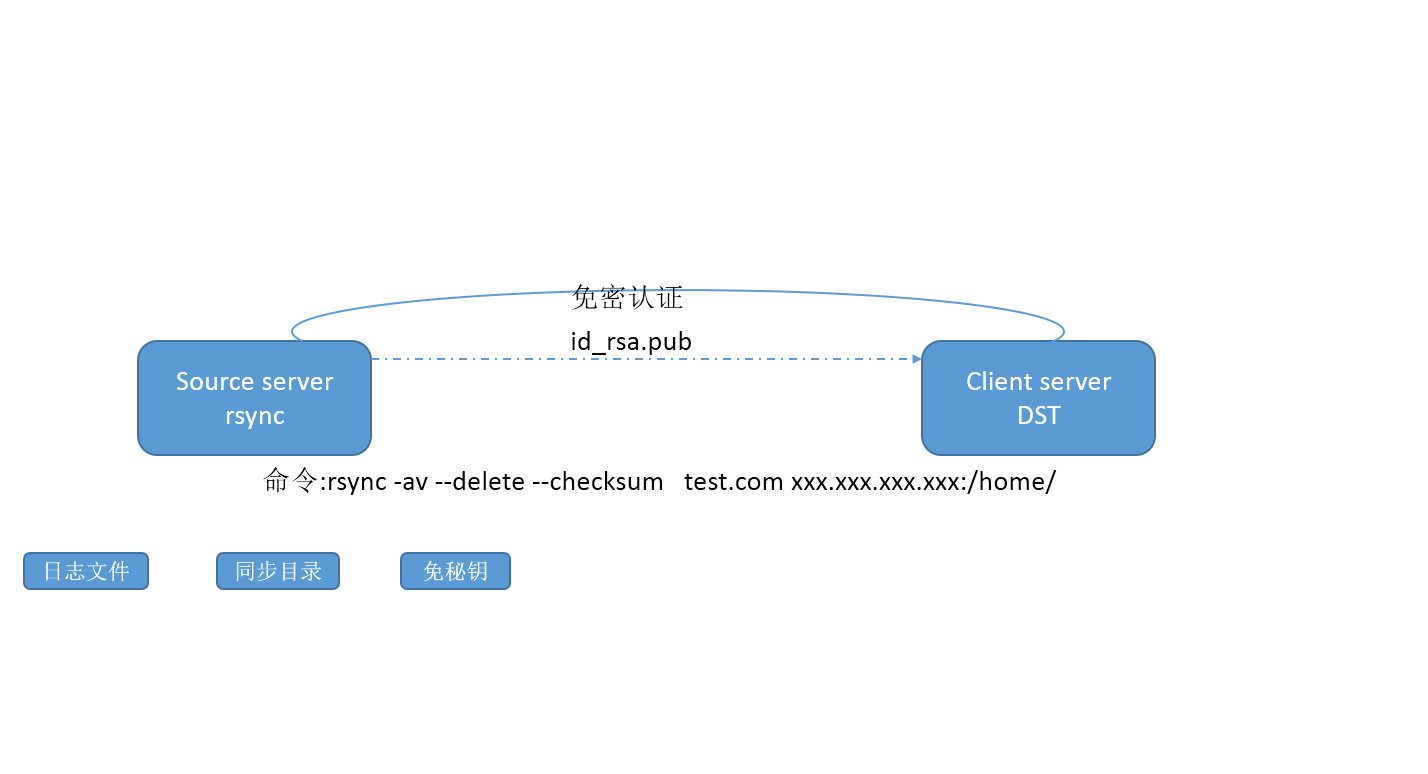 免密认证
id_rsa.pub
Source server
rsync
Client server
DST
命令:rsync -av --delete --checksum   test.com xxx.xxx.xxx.xxx:/home/
日志文件
同步目录
免秘钥